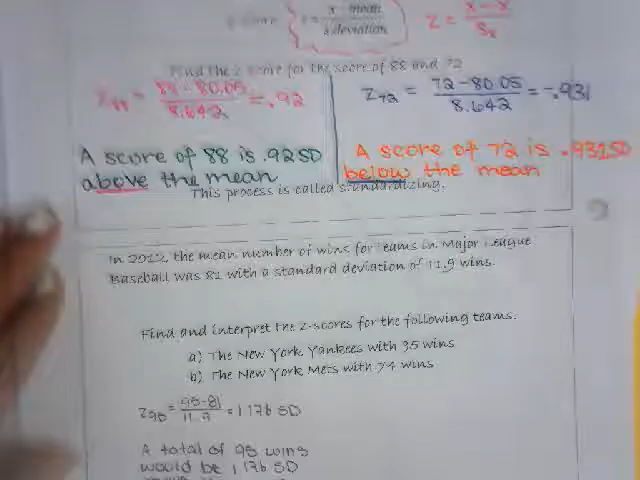 z = x mean
s deviation
z = x-x̄ / Sx
Find the z score for the score of 88 and 72
Z88 = 88-80.05 / 8.642 = .92
Z72 = 72-80.05 / 8.642 = -.931
A score of 88 is .92SD
above the mean
A score of 72 is .931SD
below the mean
This process is called standardizing.
In 2012, the mean number of wins for teams in Major League
Baseball was 81 with a standard deviation of 11.9 wins.
Find and interpret the z-scores for the following teams.
a) The New York Yankees with 95 wins
b) The New York Mets with 74 wins
Z95 = 95-81 / 11.9 = 1.176 SD
A total of 95 wins
would be 1.176 SD